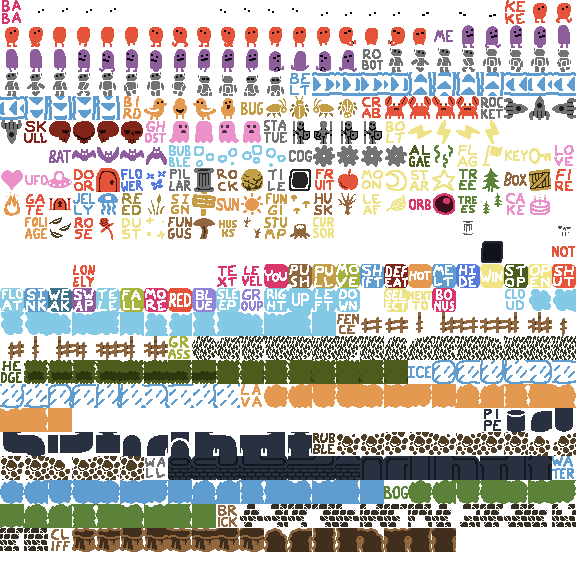 BABA KEKE
ME
ROBOT
BELT
BIRD BUG CRAB ROCKET
SKULL GHOST STATUE BOLT
BAT BUBBLE COG ALGAE FLAG KEY LOVE
UFO DOOR FLOWER PILLAR ROCK TILE FRUIT MOON STAR TREE BOX FIRE
GATE JELLY REED SIGN SUN FUNGI HUSK LEAF ORB TREES CAKE
FOLIAGE ROSE DUST FUNGUS HUSKS STUMP CURSOR
NOT
LONELY TEXT LEVEL YOU PUSH PULL MOVE SHIFT DEFEAT HOT MELT HIDE WIN STOP OPEN SHUT
FLOAT SINK WEAK SWAP TELE FALL MORE RED BLUE SLEEP GROUP RIGHT UP LEFT DOWN SELECT NEXTTO BONUS CLOUD
FENCE
GRASS
HEDGE ICE
LAVA
PIPE
RUBBLE
WALL WATER
BOG
BRICK
CLIFF